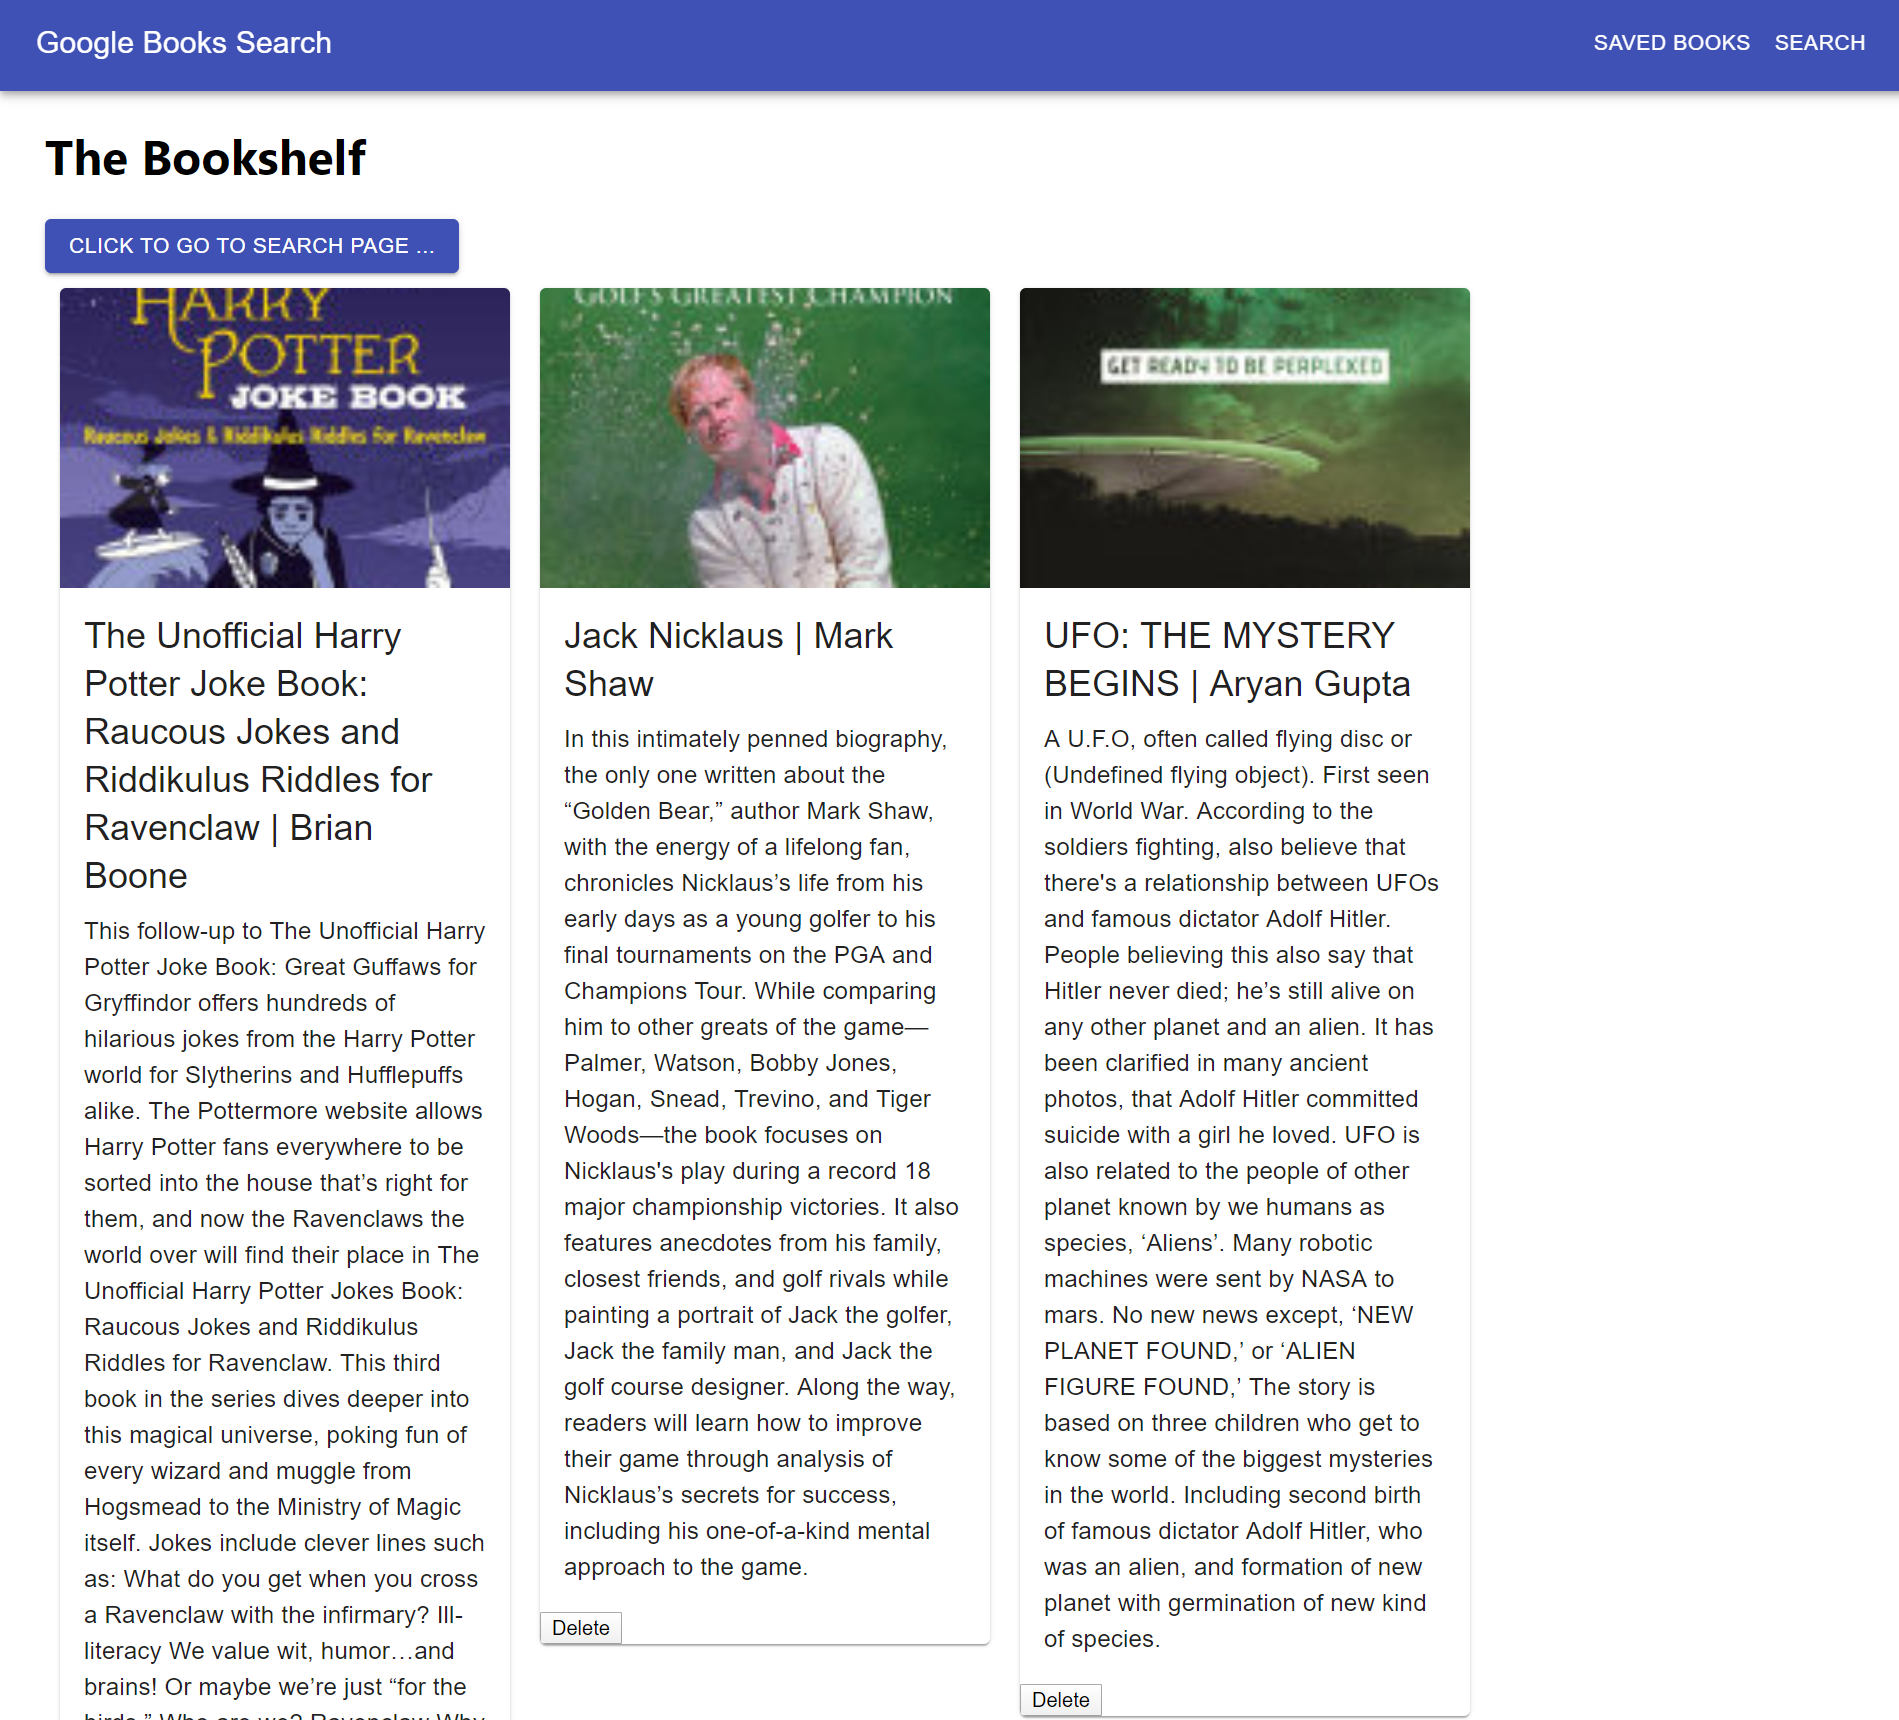 Google Books Search
SAVED BOOKS SEARCH
The Bookshelf
CLICK TO GO TO SEARCH PAGE ...
HARRY
POTTER
JOKE BOOK
Raucous Jokes & Riddikulus Riddles for Ravenclaw
The Unofficial Harry
Potter Joke Book:
Raucous Jokes and
Riddikulus Riddles for
Ravenclaw | Brian
Boone
This follow-up to The Unofficial Harry
Potter Joke Book: Great Guffaws for
Gryffindor offers hundreds of
hilarious jokes from the Harry Potter
world for Slytherins and Hufflepuffs
alike. The Pottermore website allows
Harry Potter fans everywhere to be
sorted into the house that’s right for
them, and now the Ravenclaws the
world over will find their place in The
Unofficial Harry Potter Jokes Book:
Raucous Jokes and Riddikulus
Riddles for Ravenclaw. This third
book in the series dives deeper into
this magical universe, poking fun of
every wizard and muggle from
Hogsmead to the Ministry of Magic
itself. Jokes include clever lines such
as: What do you get when you cross
a Ravenclaw with the infirmary? Ill-
literacy We value wit, humor…and
brains! Or maybe we’re just “for the
birds.” Who are we? Ravenclaw Why
GOLF'S GREATEST CHAMPION
Jack Nicklaus | Mark
Shaw
In this intimately penned biography,
the only one written about the
“Golden Bear,” author Mark Shaw,
with the energy of a lifelong fan,
chronicles Nicklaus’s life from his
early days as a young golfer to his
final tournaments on the PGA and
Champions Tour. While comparing
him to other greats of the game—
Palmer, Watson, Bobby Jones,
Hogan, Snead, Trevino, and Tiger
Woods—the book focuses on
Nicklaus's play during a record 18
major championship victories. It also
features anecdotes from his family,
closest friends, and golf rivals while
painting a portrait of Jack the golfer,
Jack the family man, and Jack the
golf course designer. Along the way,
readers will learn how to improve
their game through analysis of
Nicklaus’s secrets for success,
including his one-of-a-kind mental
approach to the game.
Delete
GET READY TO BE PERPLEXED
UFO: THE MYSTERY
BEGINS | Aryan Gupta
A U.F.O, often called flying disc or
(Undefined flying object). First seen
in World War. According to the
soldiers fighting, also believe that
there's a relationship between UFOs
and famous dictator Adolf Hitler.
People believing this also say that
Hitler never died; he’s still alive on
any other planet and an alien. It has
been clarified in many ancient
photos, that Adolf Hitler committed
suicide with a girl he loved. UFO is
also related to the people of other
planet known by we humans as
species, ‘Aliens’. Many robotic
machines were sent by NASA to
mars. No new news except, ‘NEW
PLANET FOUND,’ or ‘ALIEN
FIGURE FOUND,’ The story is
based on three children who get to
know some of the biggest mysteries
in the world. Including second birth
of famous dictator Adolf Hitler, who
was an alien, and formation of new
planet with germination of new kind
of species.
Delete